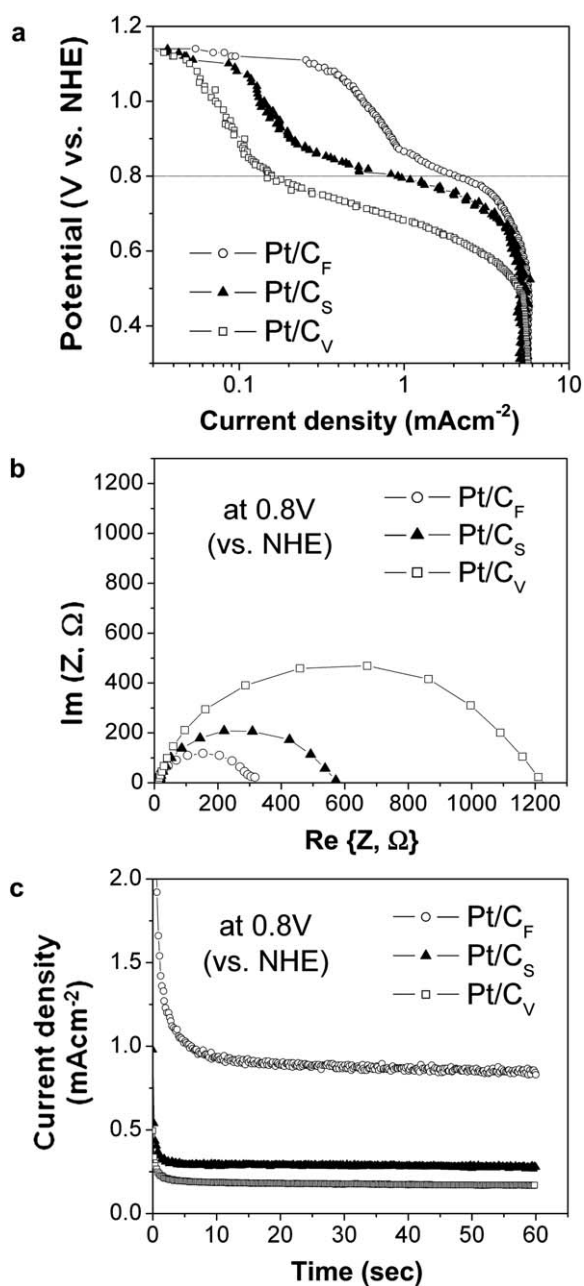 a
1.2
1.0
0.8
0.6
0.4
Potential (V vs. NHE)
Pt/C_F
Pt/C_S
Pt/C_V
0.1
1
10
Current density (mAcm⁻²)
b
1200
1000
800
600
400
200
0
Im (Z, Ω)
at 0.8V
(vs. NHE)
Pt/C_F
Pt/C_S
Pt/C_V
0
200
400
600
800
1000
1200
Re {Z, Ω}
c
2.0
1.5
1.0
0.5
0.0
Current density
(mAcm⁻²)
at 0.8V
(vs. NHE)
Pt/C_F
Pt/C_S
Pt/C_V
0
10
20
30
40
50
60
Time (sec)